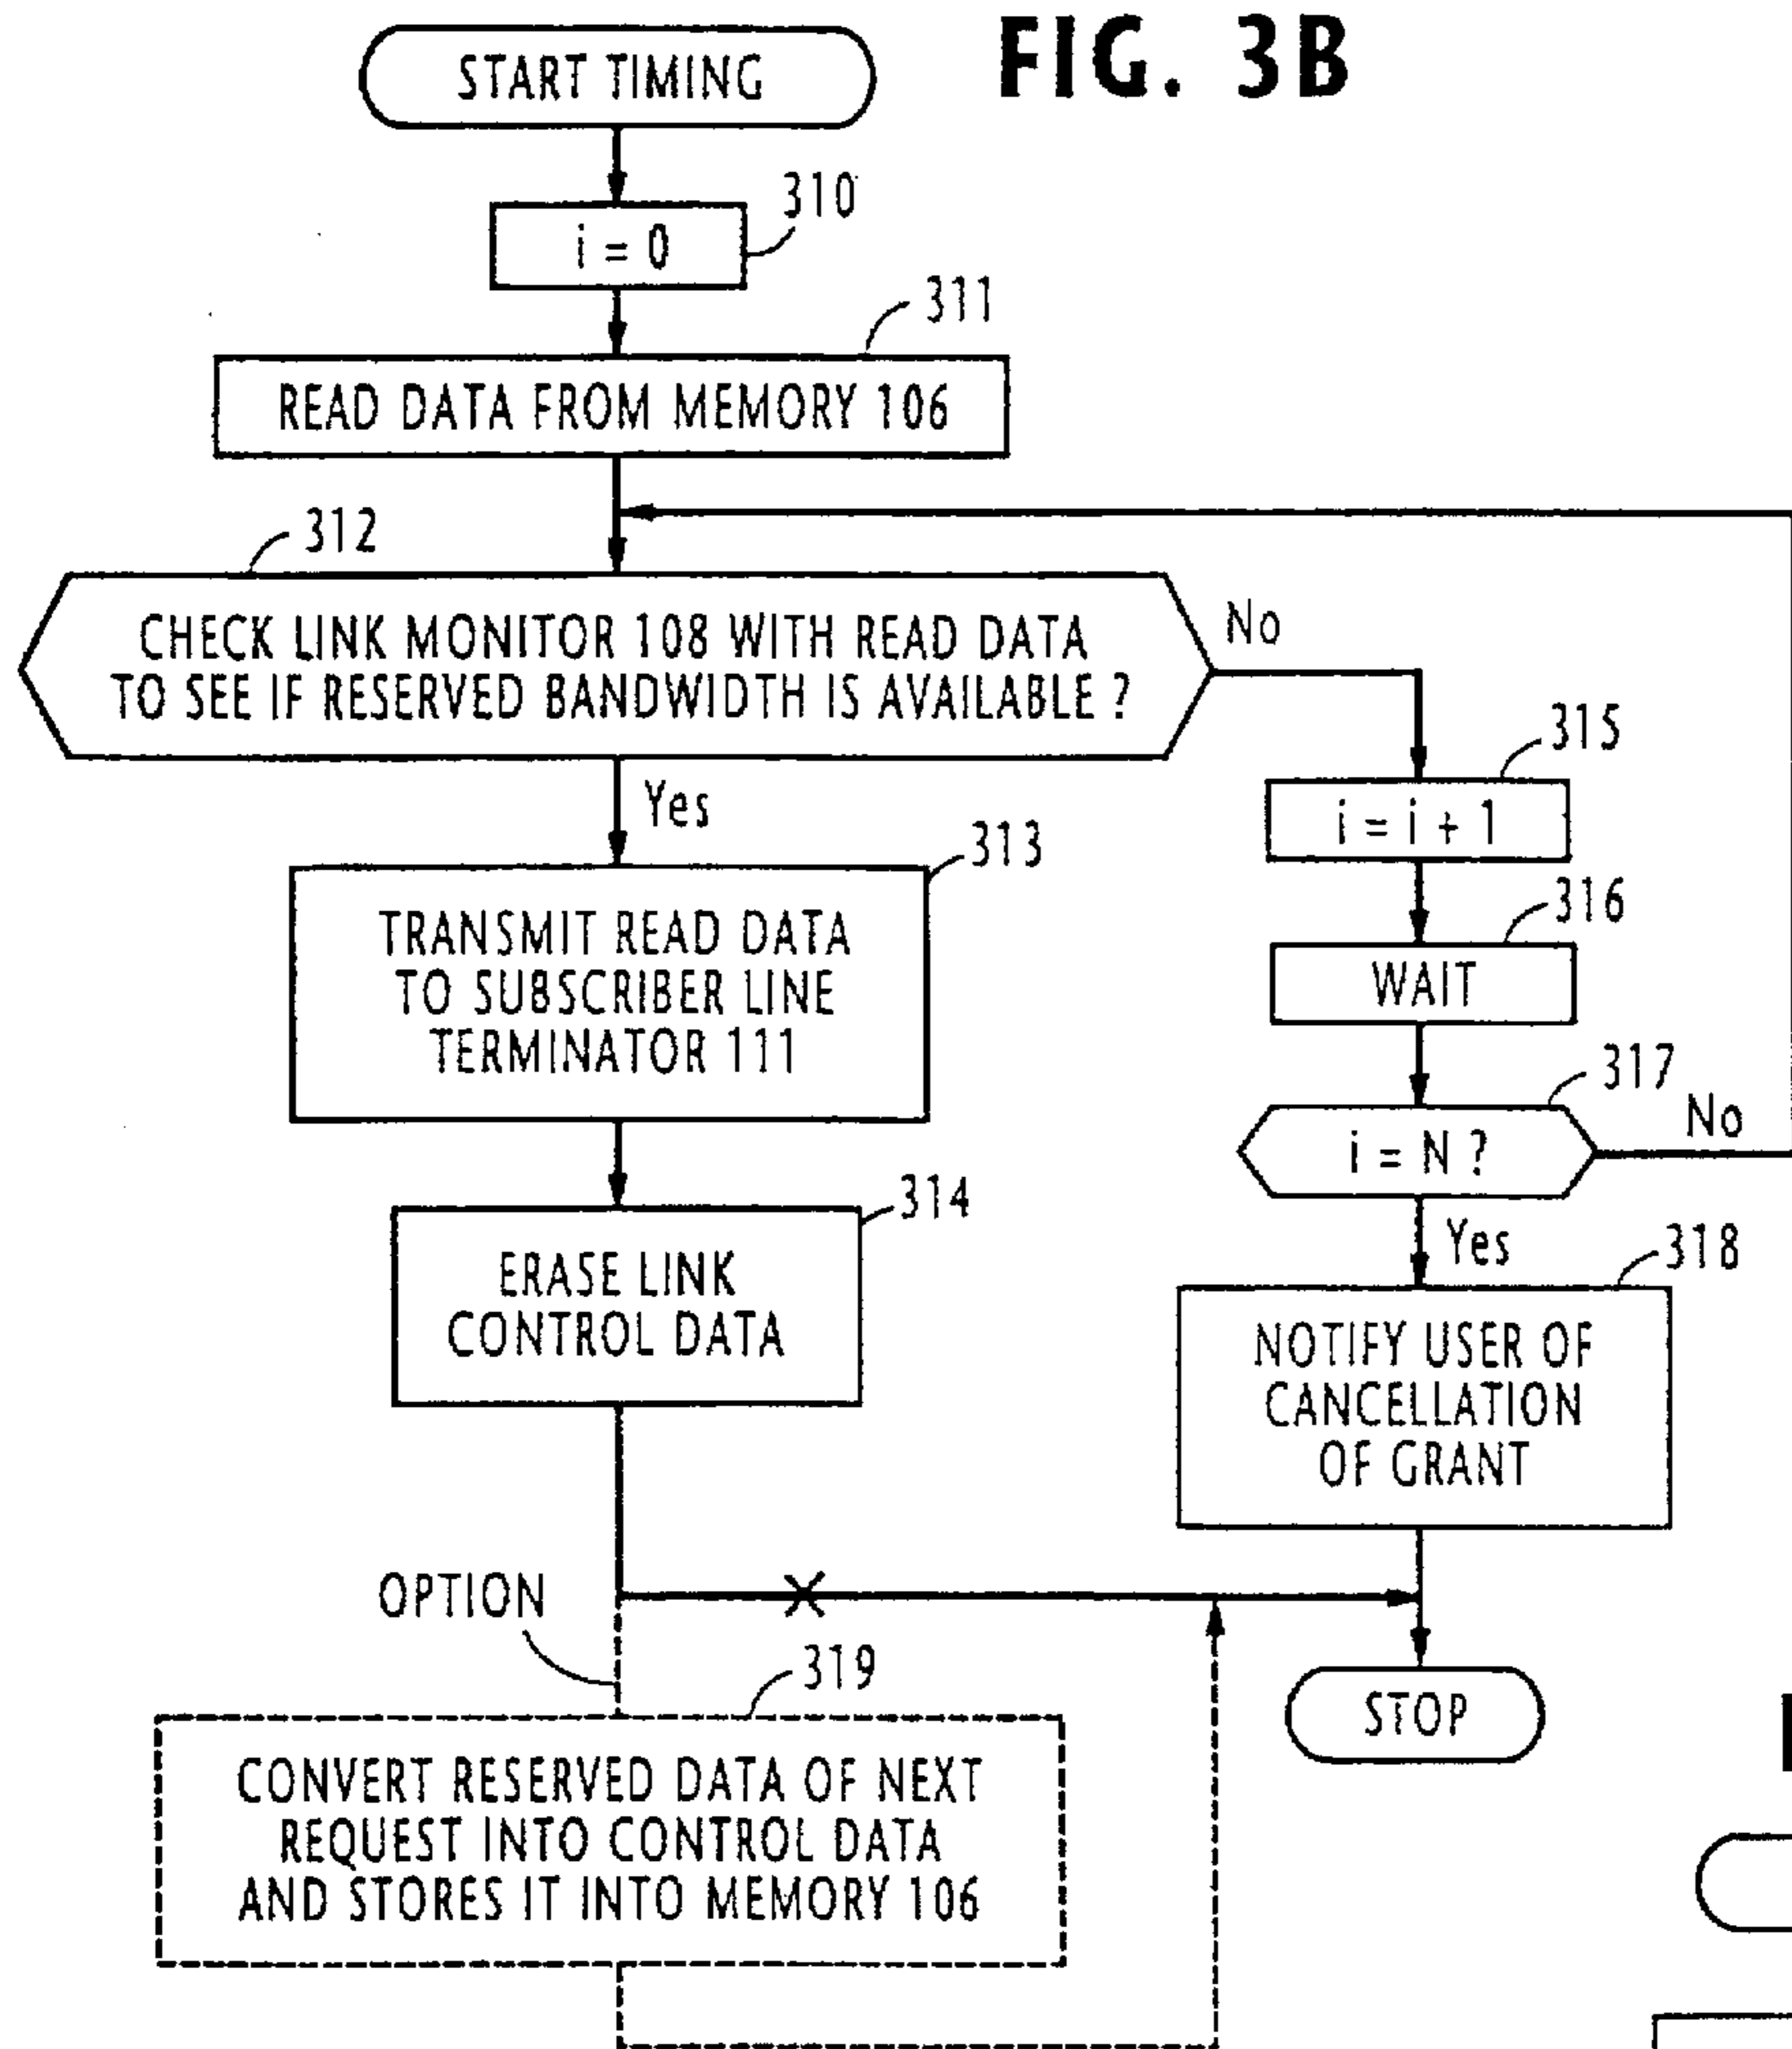 FIG. 3B
START TIMING
310
i = 0
311
READ DATA FROM MEMORY 106
312
CHECK LINK MONITOR 108 WITH READ DATA
TO SEE IF RESERVED BANDWIDTH IS AVAILABLE ?
No
Yes
315
i = i + 1
313
TRANSMIT READ DATA
TO SUBSCRIBER LINE
TERMINATOR 111
316
WAIT
317
i = N ?
No
Yes
314
ERASE LINK
CONTROL DATA
318
NOTIFY USER OF
CANCELLATION
OF GRANT
OPTION
319
STOP
CONVERT RESERVED DATA OF NEXT
REQUEST INTO CONTROL DATA
AND STORES IT INTO MEMORY 106